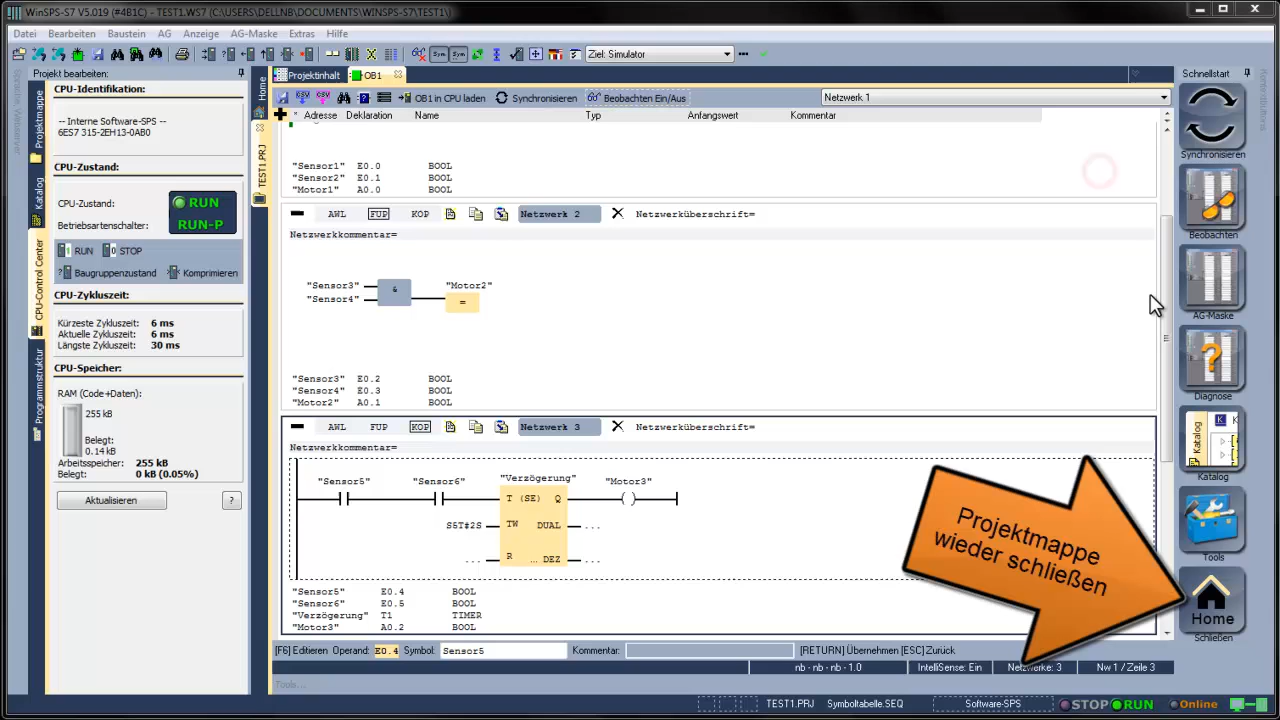 WinSPS-S7 V5.019 (#4B1C) - TEST1.WS7 (C:\USERS\DELLNB\DOCUMENTS\WINSPS-S7\TEST1\)
Datei Bearbeiten Baustein AG Anzeige AG-Maske Extras Hilfe
Ziel: Simulator
Projekt bearbeiten:
Projektmappe
Katalog
CPU-Control Center
Programmstruktur
CPU-Identifikation:
-- Interne Software-SPS
6ES7 315-2EH13-0AB0
CPU-Zustand:
CPU-Zustand:
RUN
Betriebsartenschalter:
RUN-P
RUN STOP
Baugruppenzustand Komprimieren
CPU-Zykluszeit:
Kürzeste Zykluszeit: 6 ms
Aktuelle Zykluszeit: 6 ms
Längste Zykluszeit: 30 ms
CPU-Speicher:
RAM (Code+Daten):
255 kB
Belegt:
0.14 kB
Arbeitsspeicher: 255 kB
Belegt: 0 kB (0.05%)
Aktualisieren ?
Home
TEST1.PRJ
Projektinhalt OB1
OB1 in CPU laden Synchronisieren Beobachten Ein/Aus Netzwerk 1
* Adresse Deklaration Name Typ Anfangswert Kommentar
"Sensor1" E0.0 BOOL
"Sensor2" E0.1 BOOL
"Motor1" A0.0 BOOL
AWL FUP KOP Netzwerk 2 Netzwerküberschrift=
Netzwerkkommentar=
"Sensor3" & "Motor2"
"Sensor4" =
"Sensor3" E0.2 BOOL
"Sensor4" E0.3 BOOL
"Motor2" A0.1 BOOL
AWL FUP KOP Netzwerk 3 Netzwerküberschrift=
Netzwerkkommentar=
"Sensor5" "Sensor6" "Verzögerung" "Motor3"
T (SE) Q
S5T#2S TW DUAL ...
... R ... DEZ ...
"Sensor5" E0.4 BOOL
"Sensor6" E0.5 BOOL
"Verzögerung" T1 TIMER
"Motor3" A0.2 BOOL
[F6] Editieren Operand: E0.4 Symbol: Sensor5 Kommentar: [RETURN] Übernehmen [ESC] Zurück
nb - nb - nb - 1.0 IntelliSense: Ein Netzwerke: 3 Nw 1 / Zeile 3
Tools...
TEST1.PRJ Symboltabelle.SEQ Software-SPS STOP RUN Online
Schnellstart
Synchronisieren
Beobachten
AG-Maske
Diagnose
Katalog
K
Katalog
Tools
Home
Schließen
Projektmappe
wieder schließen